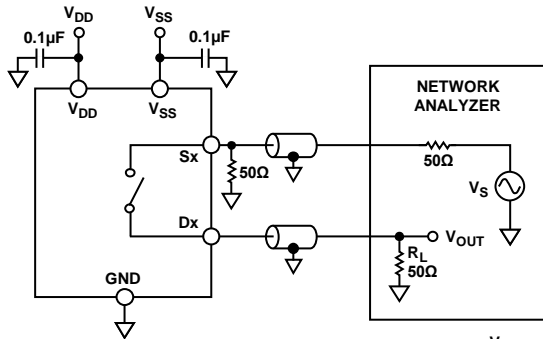 VDD VSS
0.1µF 0.1µF
VDD VSS
NETWORK
ANALYZER
Sx
50Ω 50Ω
VS
Dx
VOUT
RL
50Ω
GND
V